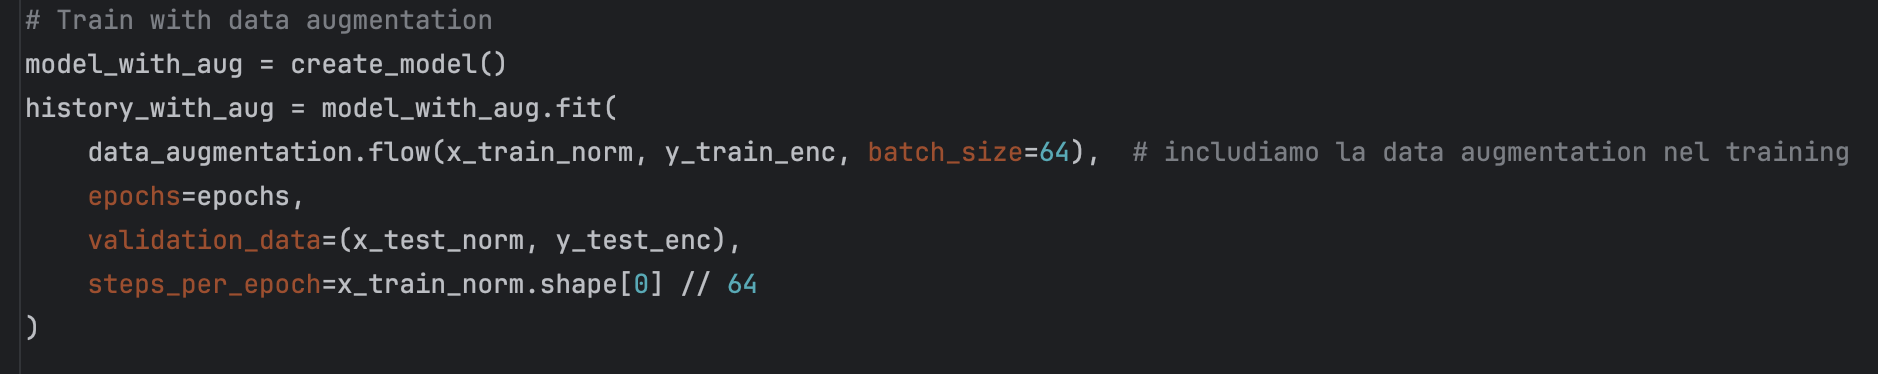 # Train with data augmentation
model_with_aug = create_model()
history_with_aug = model_with_aug.fit(
    data_augmentation.flow(x_train_norm, y_train_enc, batch_size=64),  # includiamo la data augmentation nel training
    epochs=epochs,
    validation_data=(x_test_norm, y_test_enc),
    steps_per_epoch=x_train_norm.shape[0] // 64
)